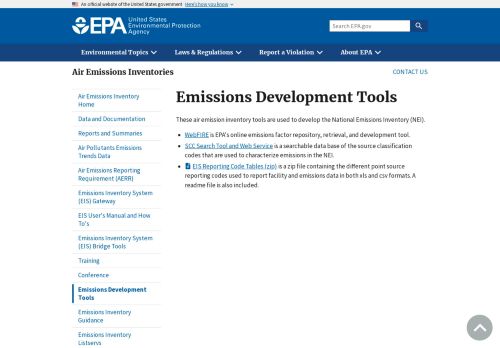 An official website of the United States government Here's how you know
EPA United States
Environmental Protection
Agency
Search EPA.gov
Environmental Topics Laws & Regulations Report a Violation About EPA
Air Emissions Inventories
CONTACT US
Air Emissions Inventory
Home
Data and Documentation
Reports and Summaries
Air Pollutants Emissions
Trends Data
Air Emissions Reporting
Requirement (AERR)
Emissions Inventory System
(EIS) Gateway
EIS User's Manual and How
To's
Emissions Inventory System
(EIS) Bridge Tools
Training
Conference
Emissions Development
Tools
Emissions Inventory
Guidance
Emissions Inventory
Listservs
Emissions Development Tools
These air emission inventory tools are used to develop the National Emissions Inventory (NEI).
WebFIRE is EPA's online emissions factor repository, retrieval, and development tool.
SCC Search Tool and Web Service is a searchable data base of the source classification
codes that are used to characterize emissions in the NEI.
EIS Reporting Code Tables (zip) is a zip file containing the different point source
reporting codes used to report facility and emissions data in both xls and csv formats. A
readme file is also included.